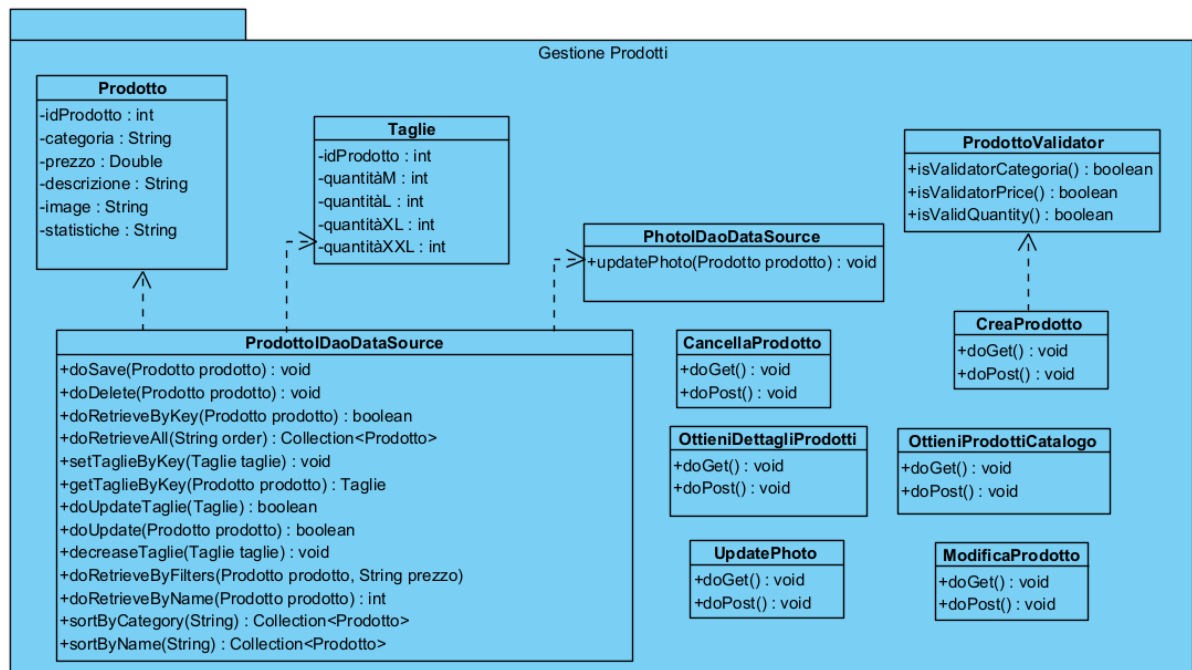 Gestione Prodotti
Prodotto
-idProdotto : int
-categoria : String
-prezzo : Double
-descrizione : String
-image : String
-statistiche : String
Taglie
-idProdotto : int
-quantitàM : int
-quantitàL : int
-quantitàXL : int
-quantitàXXL : int
ProdottoValidator
+isValidatorCategoria() : boolean
+isValidatorPrice() : boolean
+isValidQuantity() : boolean
PhotoIDaoDataSource
+updatePhoto(Prodotto prodotto) : void
ProdottoIDaoDataSource
+doSave(Prodotto prodotto) : void
+doDelete(Prodotto prodotto) : void
+doRetrieveByKey(Prodotto prodotto) : boolean
+doRetrieveAll(String order) : Collection<Prodotto>
+setTaglieByKey(Taglie taglie) : void
+getTaglieByKey(Prodotto prodotto) : Taglie
+doUpdateTaglie(Taglie) : boolean
+doUpdate(Prodotto prodotto) : boolean
+decreaseTaglie(Taglie taglie) : void
+doRetrieveByFilters(Prodotto prodotto, String prezzo)
+doRetrieveByName(Prodotto prodotto) : int
+sortByCategory(String) : Collection<Prodotto>
+sortByName(String) : Collection<Prodotto>
CancellaProdotto
+doGet() : void
+doPost() : void
CreaProdotto
+doGet() : void
+doPost() : void
OttieniDettagliProdotti
+doGet() : void
+doPost() : void
OttieniProdottiCatalogo
+doGet() : void
+doPost() : void
UpdatePhoto
+doGet() : void
+doPost() : void
ModificaProdotto
+doGet() : void
+doPost() : void